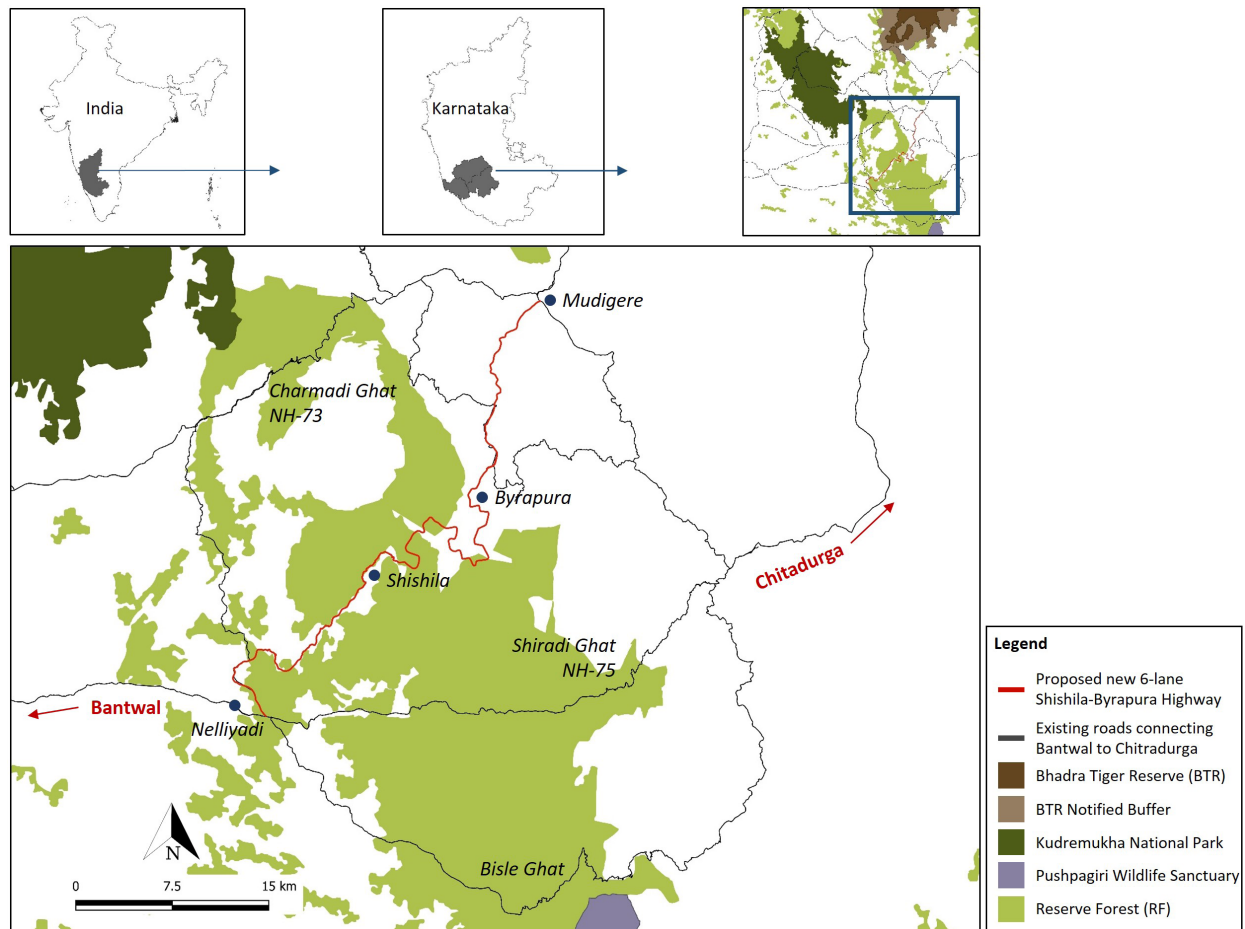 India
Karnataka
Mudigere
Charmadi Ghat
NH-73
Byrapura
Chitadurga
Shishila
Shiradi Ghat
NH-75
Bantwal
Nelliyadi
Bisle Ghat
N
0 7.5 15 km
Legend
Proposed new 6-lane
Shishila-Byrapura Highway
Existing roads connecting
Bantwal to Chitradurga
Bhadra Tiger Reserve (BTR)
BTR Notified Buffer
Kudremukha National Park
Pushpagiri Wildlife Sanctuary
Reserve Forest (RF)